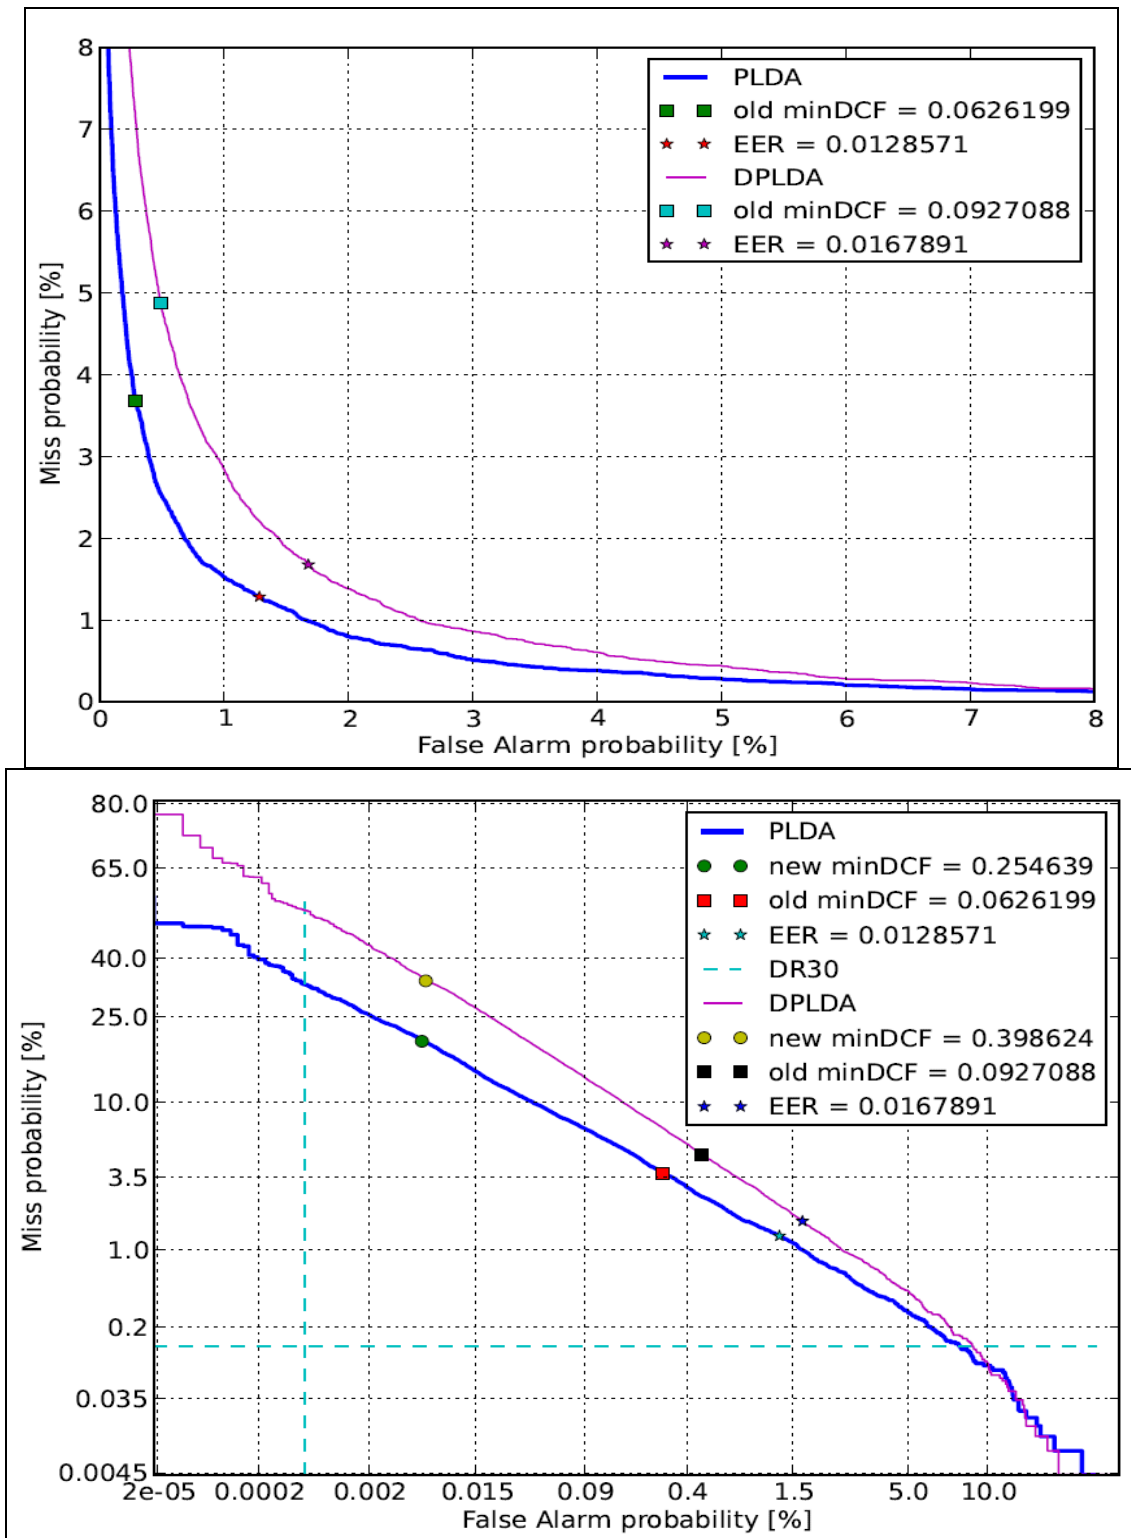 8
7
6
5
4
3
2
1
0
Miss probability [%]
PLDA
old minDCF = 0.0626199
EER = 0.0128571
DPLDA
old minDCF = 0.0927088
EER = 0.0167891
0 1 2 3 4 5 6 7 8
False Alarm probability [%]
80.0
65.0
40.0
25.0
10.0
3.5
1.0
0.2
0.035
0.0045
Miss probability [%]
PLDA
new minDCF = 0.254639
old minDCF = 0.0626199
EER = 0.0128571
DR30
DPLDA
new minDCF = 0.398624
old minDCF = 0.0927088
EER = 0.0167891
2e-05 0.0002 0.002 0.015 0.09 0.4 1.5 5.0 10.0
False Alarm probability [%]